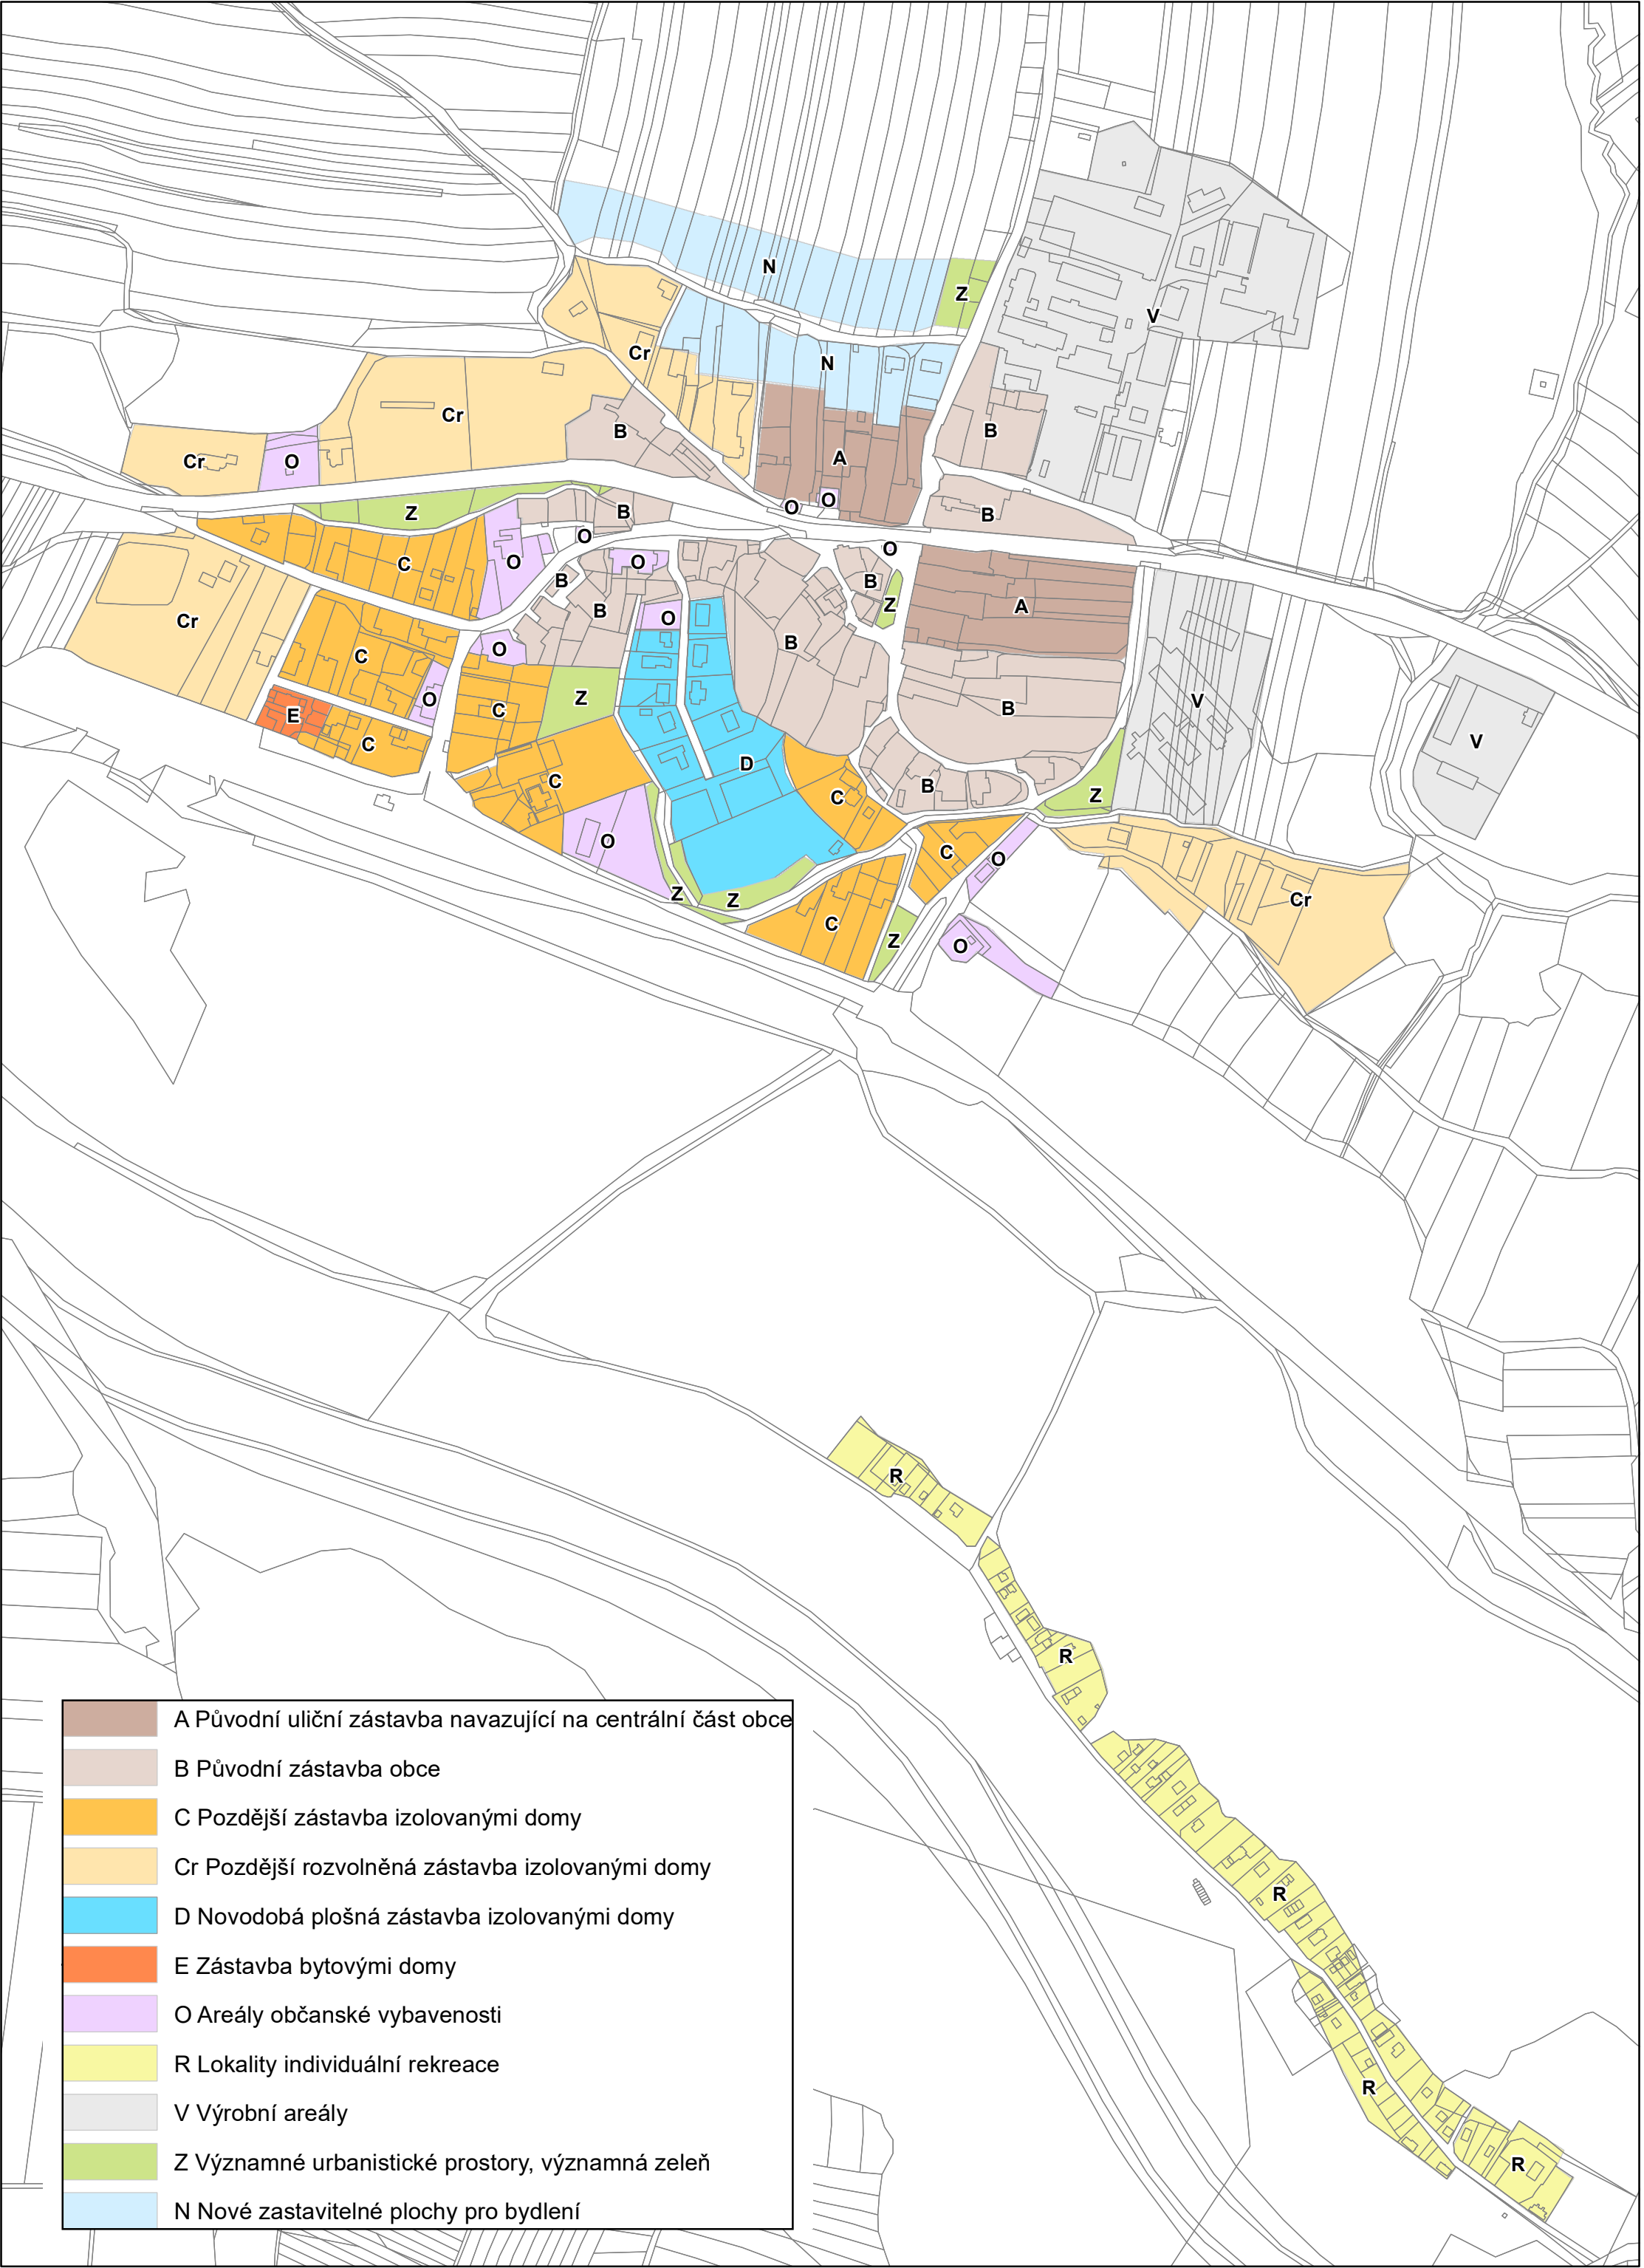 N
Z
V
Cr
N
Cr
B
B
A
Cr
O
O
O
B
Z
B
O
O
C
O
O
B
B
Z
A
B
O
Cr
B
O
C
Z
C
O
B
V
E
C
V
D
C
C
B
Z
O
C
O
Z
Z
Cr
C
Z
O
R
R
R
R
R
A Původní uliční zástavba navazující na centrální část obce
B Původní zástavba obce
C Pozdější zástavba izolovanými domy
Cr Pozdější rozvolněná zástavba izolovanými domy
D Novodobá plošná zástavba izolovanými domy
E Zástavba bytovými domy
O Areály občanské vybavenosti
R Lokality individuální rekreace
V Výrobní areály
Z Významné urbanistické prostory, významná zeleň
N Nové zastavitelné plochy pro bydlení